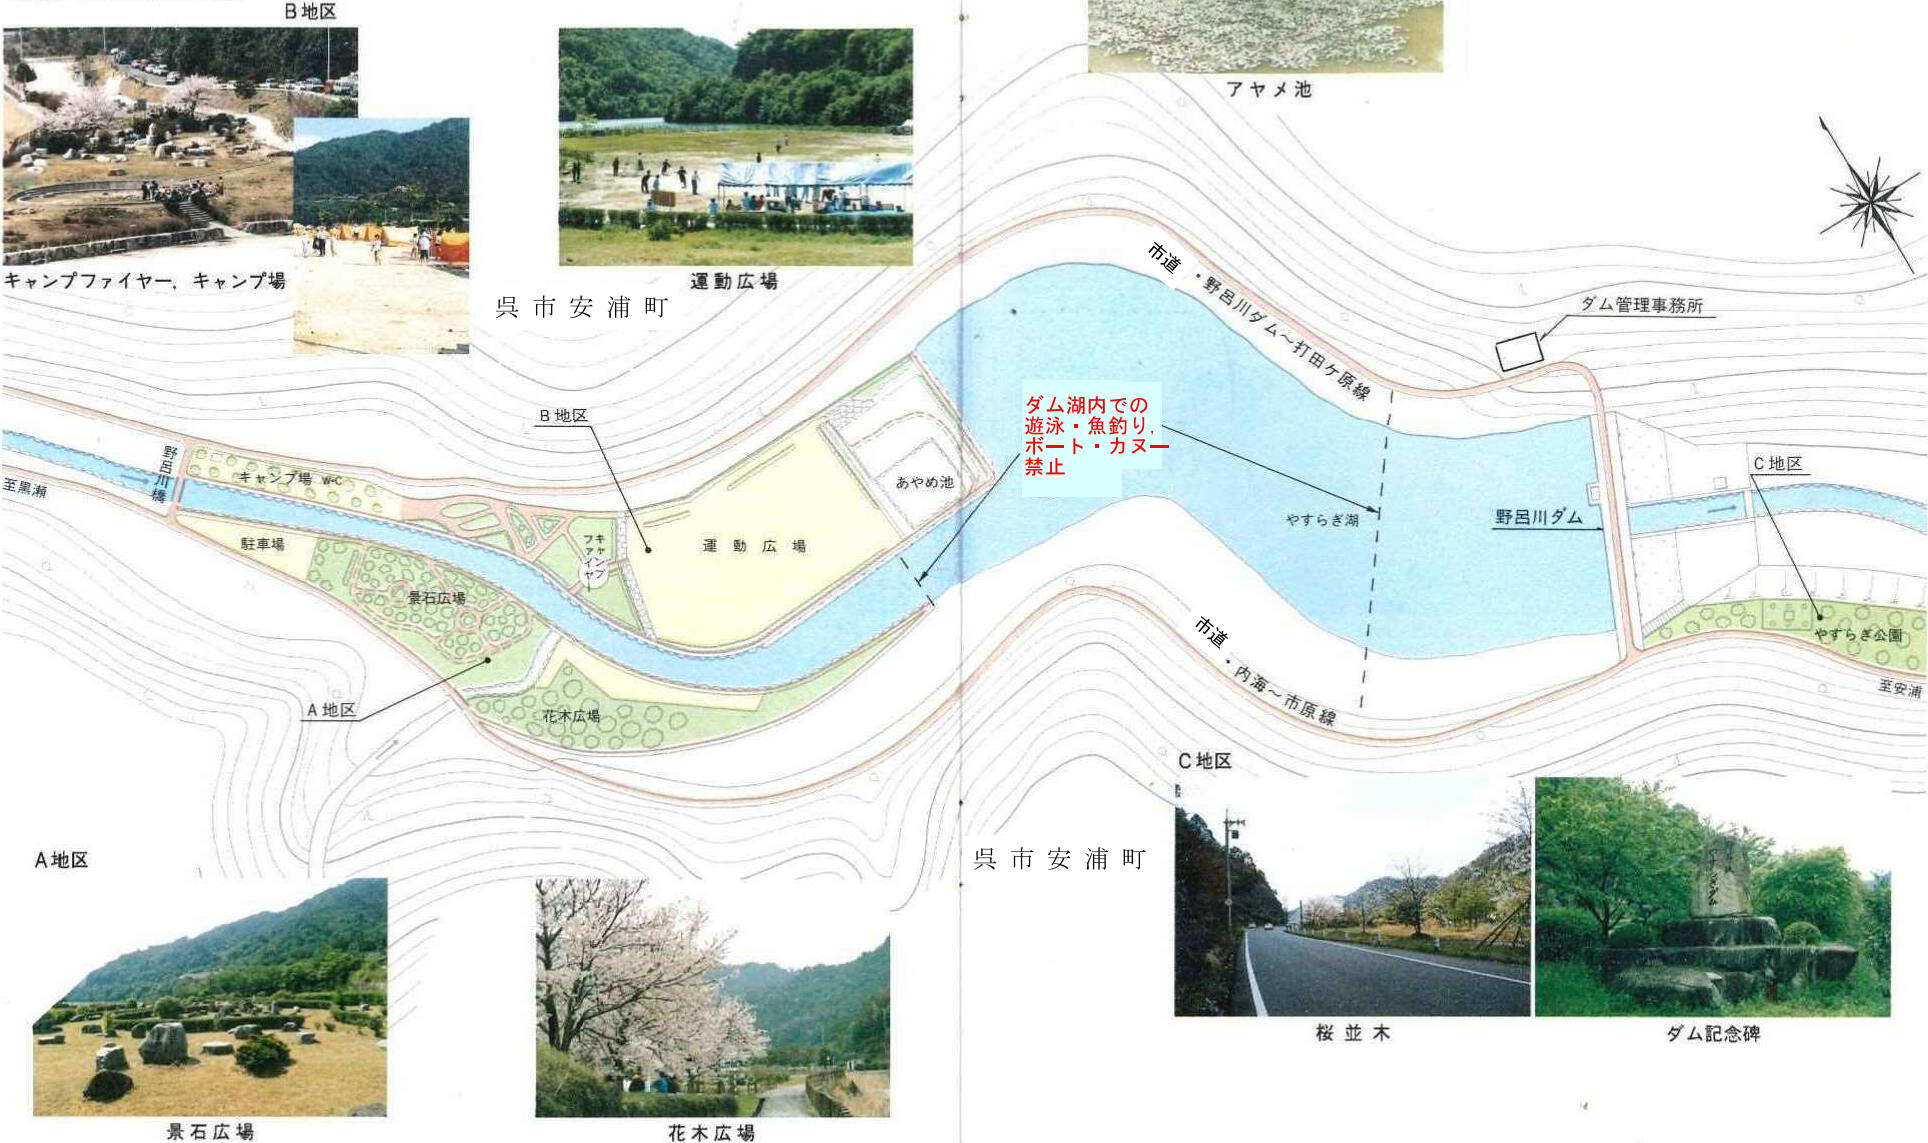 B地区
アヤメ池
キャンプファイヤー, キャンプ場
運動広場
呉市安浦町
市道
・野呂川ダム～打田ケ原線
ダム管理事務所
B地区
ダム湖内での
遊泳・魚釣り,
ボート・カヌー
禁止
C地区
野呂川橋
キャンプ場 W・C
あやめ池
至黒瀬
駐車場
キャンプ
ファイヤー
運動広場
やすらぎ湖
野呂川ダム
景石広場
やすらぎ公園
市道
・内海～市原線
至安浦
A地区
花木広場
C地区
A地区
呉市安浦町
桜並木
ダム記念碑
景石広場
花木広場